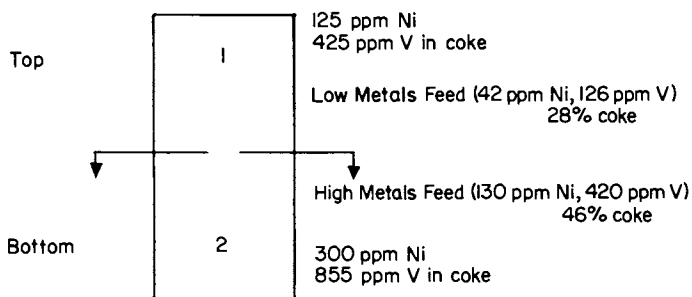 125 ppm Ni
425 ppm V in coke
Top
1
Low Metals Feed (42 ppm Ni, 126 ppm V)
28% coke
High Metals Feed (130 ppm Ni, 420 ppm V)
46% coke
Bottom
2
300 ppm Ni
855 ppm V in coke